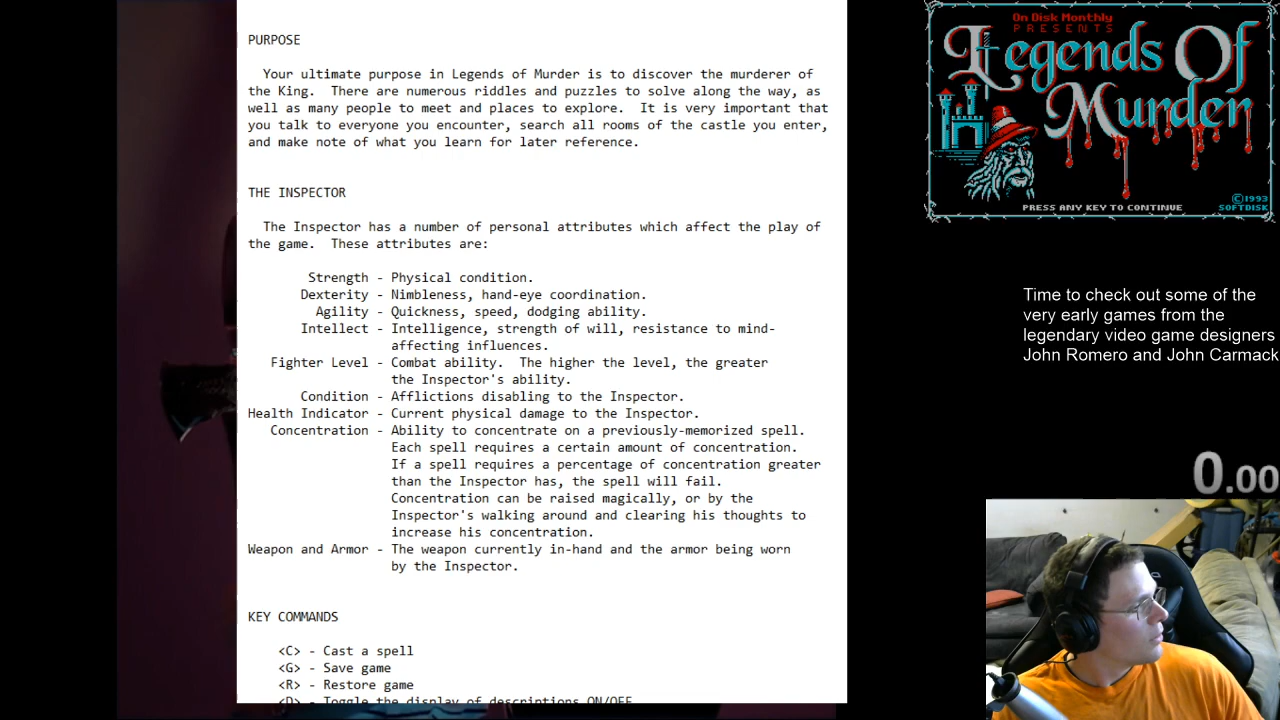 PURPOSE
Your ultimate purpose in Legends of Murder is to discover the murderer of
the King.  There are numerous riddles and puzzles to solve along the way, as
well as many people to meet and places to explore.  It is very important that
you talk to everyone you encounter, search all rooms of the castle you enter,
and make note of what you learn for later reference.
THE INSPECTOR
The Inspector has a number of personal attributes which affect the play of
the game.  These attributes are:
Strength - Physical condition.
Dexterity - Nimbleness, hand-eye coordination.
Agility - Quickness, speed, dodging ability.
Intellect - Intelligence, strength of will, resistance to mind-
affecting influences.
Fighter Level - Combat ability.  The higher the level, the greater
the Inspector's ability.
Condition - Afflictions disabling to the Inspector.
Health Indicator - Current physical damage to the Inspector.
Concentration - Ability to concentrate on a previously-memorized spell.
Each spell requires a certain amount of concentration.
If a spell requires a percentage of concentration greater
than the Inspector has, the spell will fail.
Concentration can be raised magically, or by the
Inspector's walking around and clearing his thoughts to
increase his concentration.
Weapon and Armor - The weapon currently in-hand and the armor being worn
by the Inspector.
KEY COMMANDS
<C> - Cast a spell
<G> - Save game
<R> - Restore game
<D> - Toggle the display of descriptions ON/OFF
On Disk Monthly
PRESENTS
Legends Of
Murder
PRESS ANY KEY TO CONTINUE
©1993
SOFTDISK
Time to check out some of the
very early games from the
legendary video game designers
John Romero and John Carmack
0.00